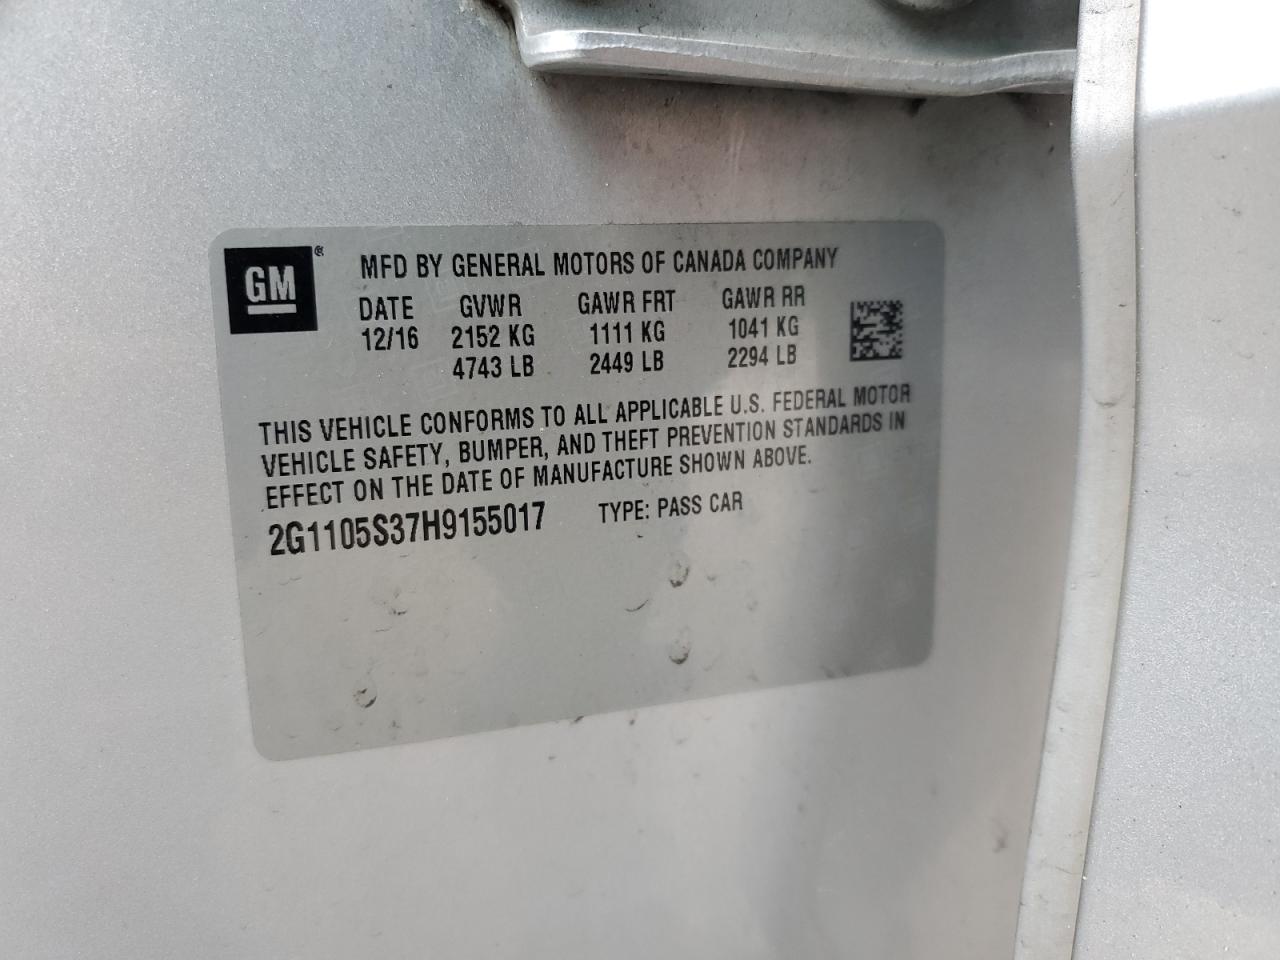 GM®
MFD BY GENERAL MOTORS OF CANADA COMPANY
DATE GVWR GAWR FRT GAWR RR
12/16 2152 KG 1111 KG 1041 KG
4743 LB 2449 LB 2294 LB
THIS VEHICLE CONFORMS TO ALL APPLICABLE U.S. FEDERAL MOTOR
VEHICLE SAFETY, BUMPER, AND THEFT PREVENTION STANDARDS IN
EFFECT ON THE DATE OF MANUFACTURE SHOWN ABOVE.
2G1105S37H9155017 TYPE: PASS CAR